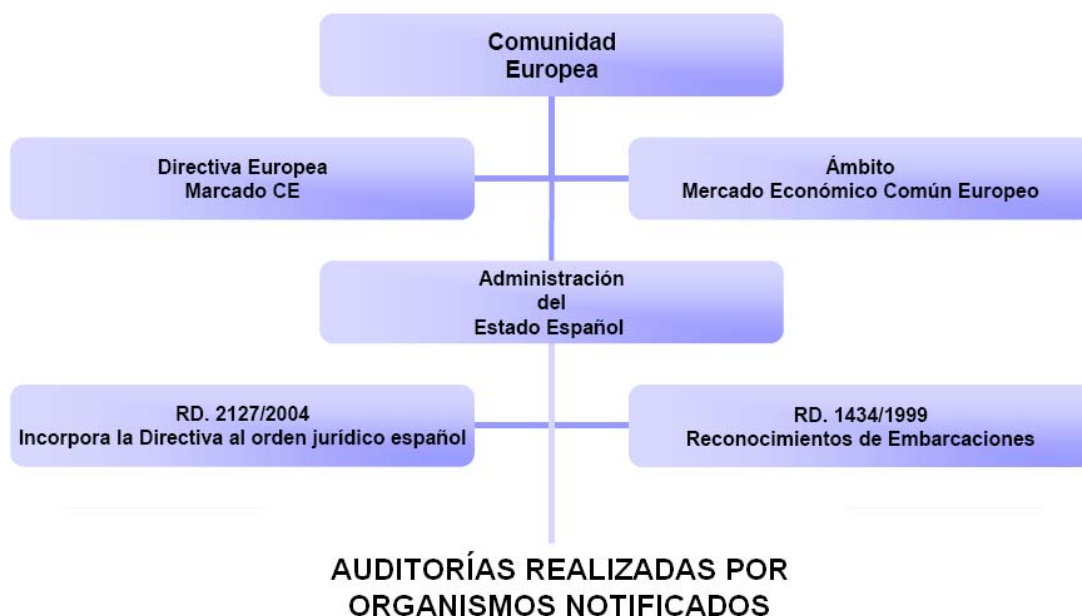 Comunidad
Europea
Directiva Europea
Marcado CE
Ámbito
Mercado Económico Común Europeo
Administración
del
Estado Español
RD. 2127/2004
Incorpora la Directiva al orden jurídico español
RD. 1434/1999
Reconocimientos de Embarcaciones
AUDITORÍAS REALIZADAS POR
ORGANISMOS NOTIFICADOS